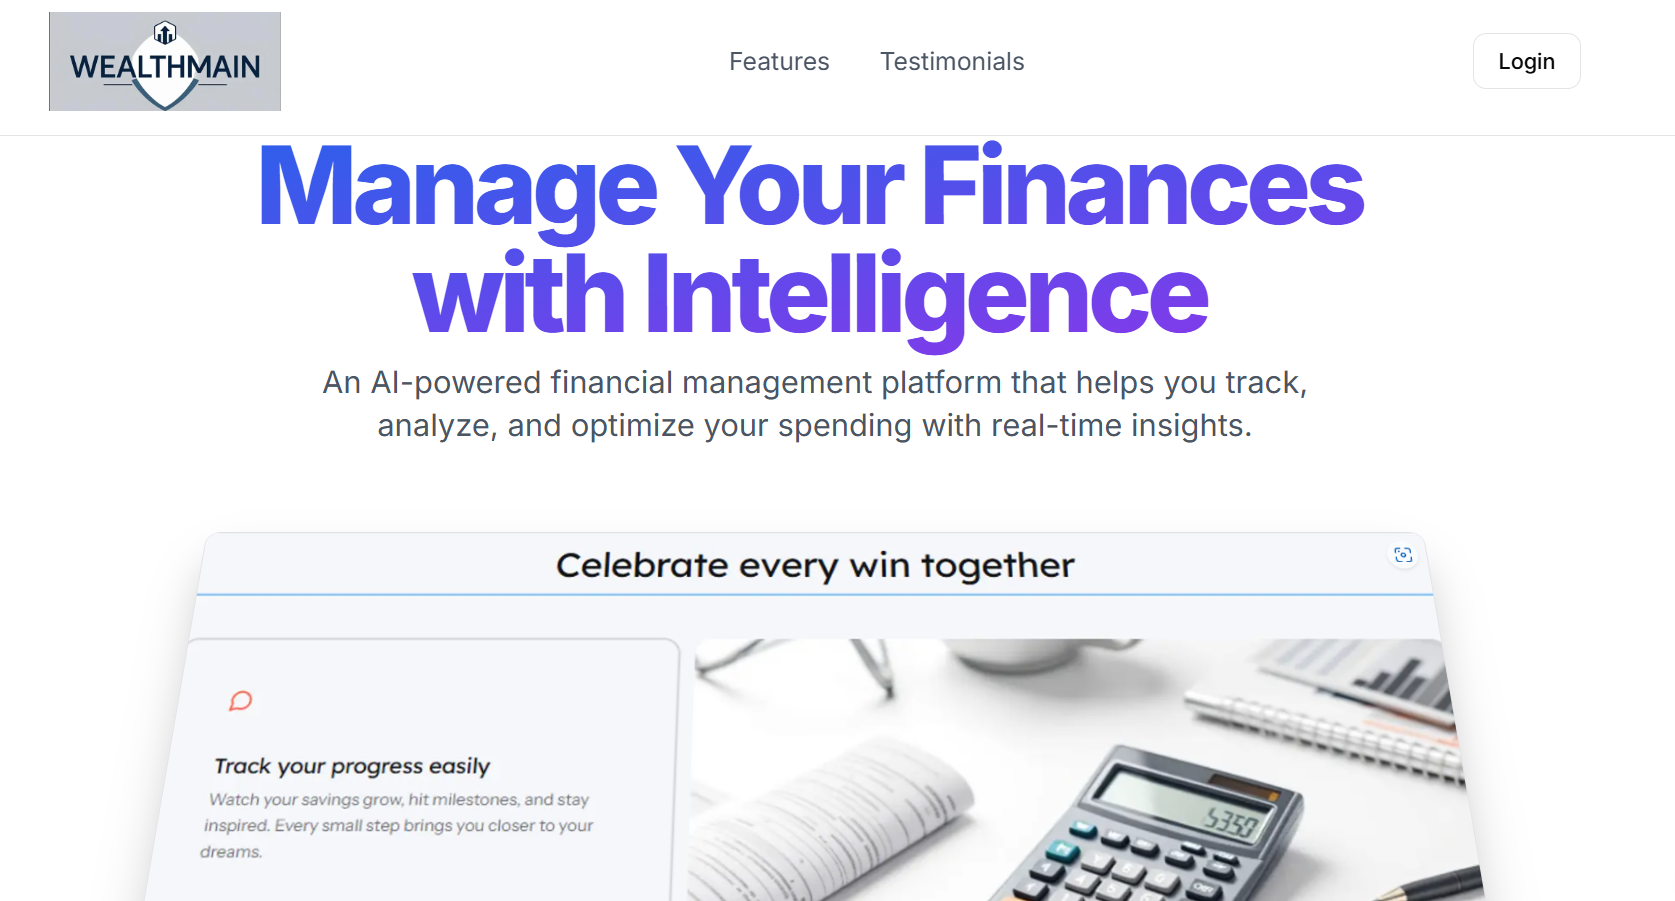 WEALTHMAIN
Features
Testimonials
Login
Manage Your Finances
with Intelligence
An AI-powered financial management platform that helps you track,
analyze, and optimize your spending with real-time insights.
Celebrate every win together
Track your progress easily
Watch your savings grow, hit milestones, and stay
inspired. Every small step brings you closer to your
dreams.
5350